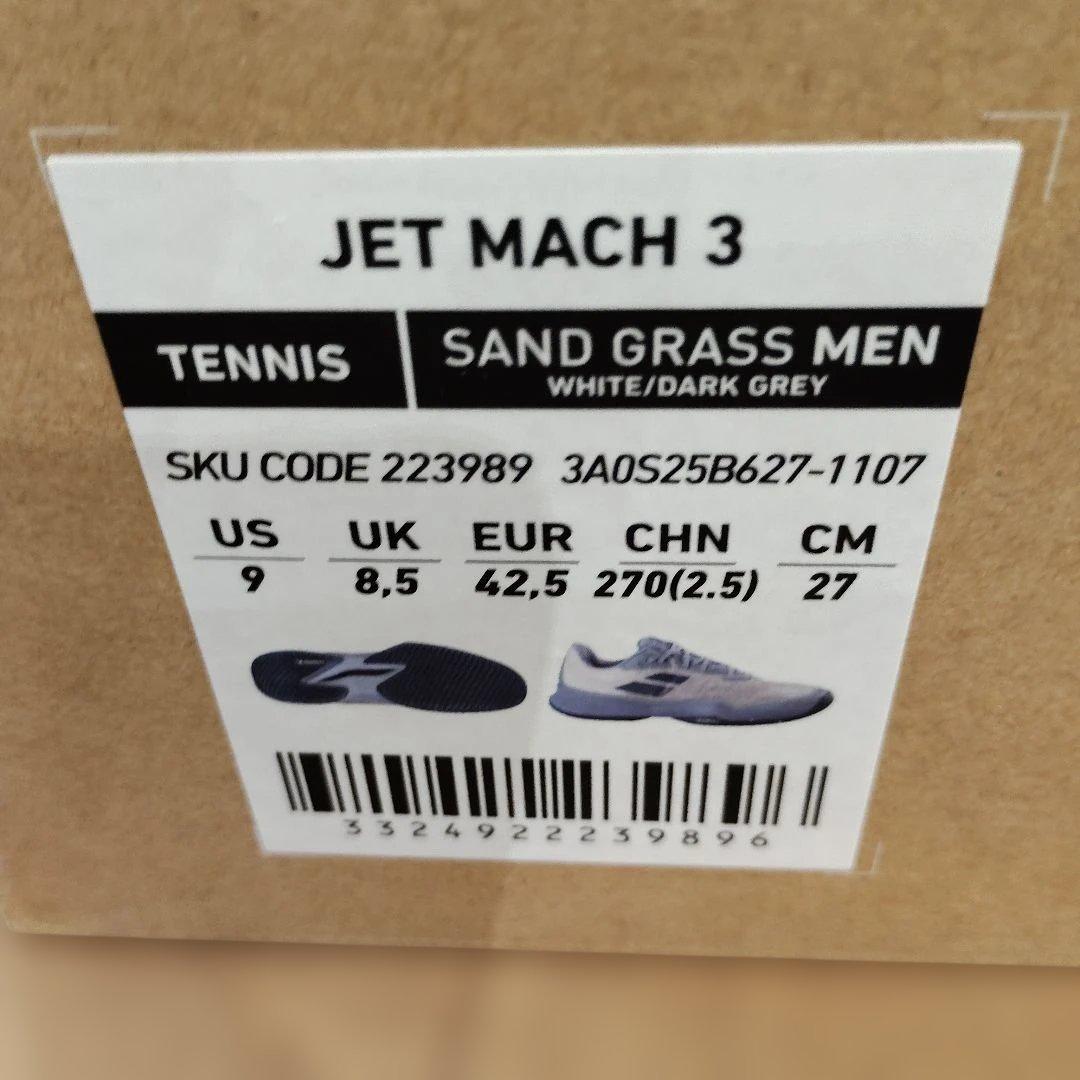 JET MACH 3
TENNIS
SAND GRASS MEN
WHITE/DARK GREY
SKU CODE 223989 3A0S25B627-1107
US UK EUR CHN CM
9 8,5 42,5 270(2.5) 27
3324922239896